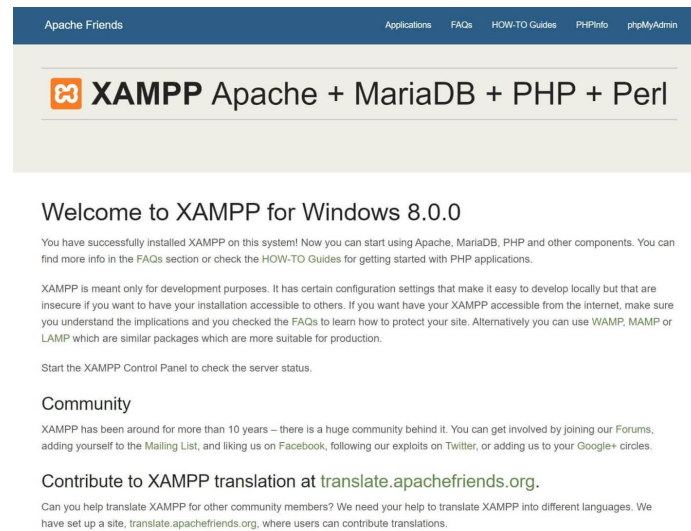 Apache Friends
Applications FAQs HOW-TO Guides PHPInfo phpMyAdmin
XAMPP Apache + MariaDB + PHP + Perl
Welcome to XAMPP for Windows 8.0.0
You have successfully installed XAMPP on this system! Now you can start using Apache, MariaDB, PHP and other components. You can
find more info in the FAQs section or check the HOW-TO Guides for getting started with PHP applications.
XAMPP is meant only for development purposes. It has certain configuration settings that make it easy to develop locally but that are
insecure if you want to have your installation accessible to others. If you want have your XAMPP accessible from the internet, make sure
you understand the implications and you checked the FAQs to learn how to protect your site. Alternatively you can use WAMP, MAMP or
LAMP which are similar packages which are more suitable for production.
Start the XAMPP Control Panel to check the server status.
Community
XAMPP has been around for more than 10 years – there is a huge community behind it. You can get involved by joining our Forums,
adding yourself to the Mailing List, and liking us on Facebook, following our exploits on Twitter, or adding us to your Google+ circles.
Contribute to XAMPP translation at translate.apachefriends.org.
Can you help translate XAMPP for other community members? We need your help to translate XAMPP into different languages. We
have set up a site, translate.apachefriends.org, where users can contribute translations.